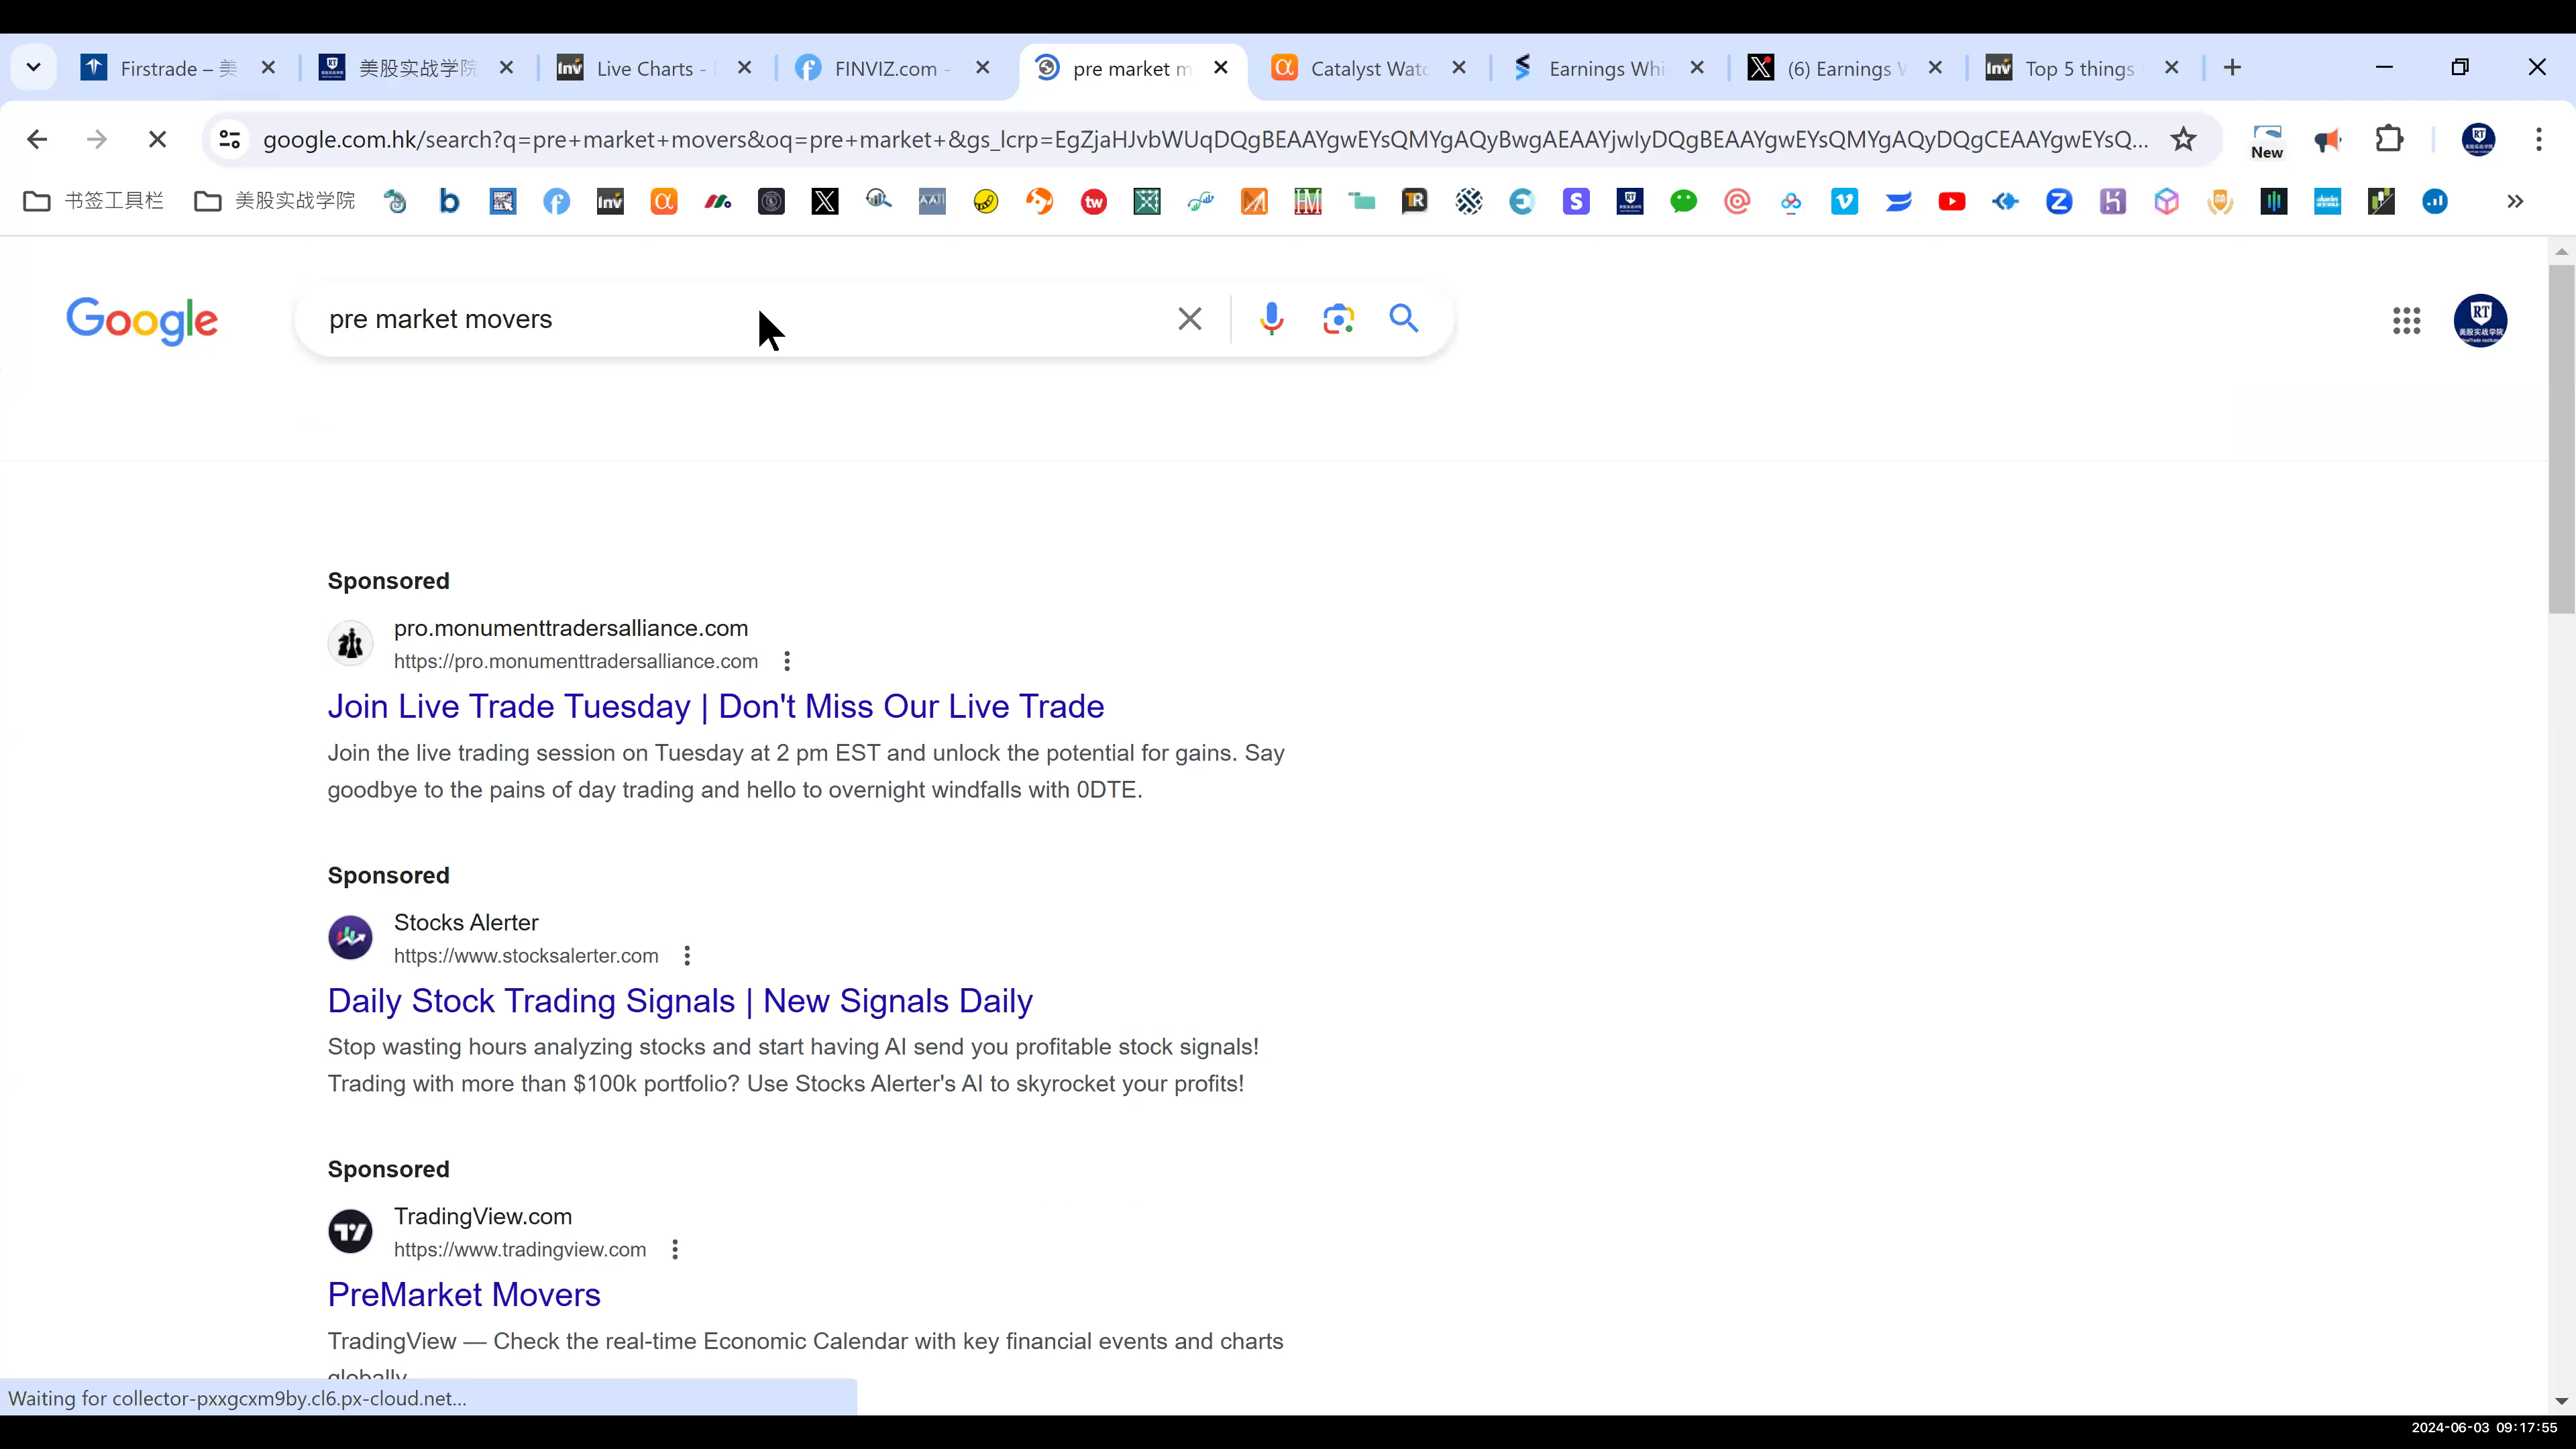 Firstrade – 美
美股实战学院
Live Charts -
FINVIZ.com -
pre market m
Catalyst Watc
Earnings Whi
(6) Earnings W
Top 5 things
google.com.hk/search?q=pre+market+movers&oq=pre+market+&gs_lcrp=EgZjaHJvbWUqDQgBEAAYgwEYsQMYgAQyBwgAEAAYjwIyDQgBEAAYgwEYsQMYgAQyDQgCEAAYgwEYsQ...
New
书签工具栏
美股实战学院
Google
pre market movers
RT
美股实战学院
Sponsored
pro.monumenttradersalliance.com
https://pro.monumenttradersalliance.com
Join Live Trade Tuesday | Don't Miss Our Live Trade
Join the live trading session on Tuesday at 2 pm EST and unlock the potential for gains. Say
goodbye to the pains of day trading and hello to overnight windfalls with 0DTE.
Sponsored
Stocks Alerter
https://www.stocksalerter.com
Daily Stock Trading Signals | New Signals Daily
Stop wasting hours analyzing stocks and start having AI send you profitable stock signals!
Trading with more than $100k portfolio? Use Stocks Alerter's AI to skyrocket your profits!
Sponsored
TradingView.com
https://www.tradingview.com
PreMarket Movers
TradingView — Check the real-time Economic Calendar with key financial events and charts
globally.
Waiting for collector-pxxgcxm9by.cl6.px-cloud.net...
2024-06-03 09:17:55